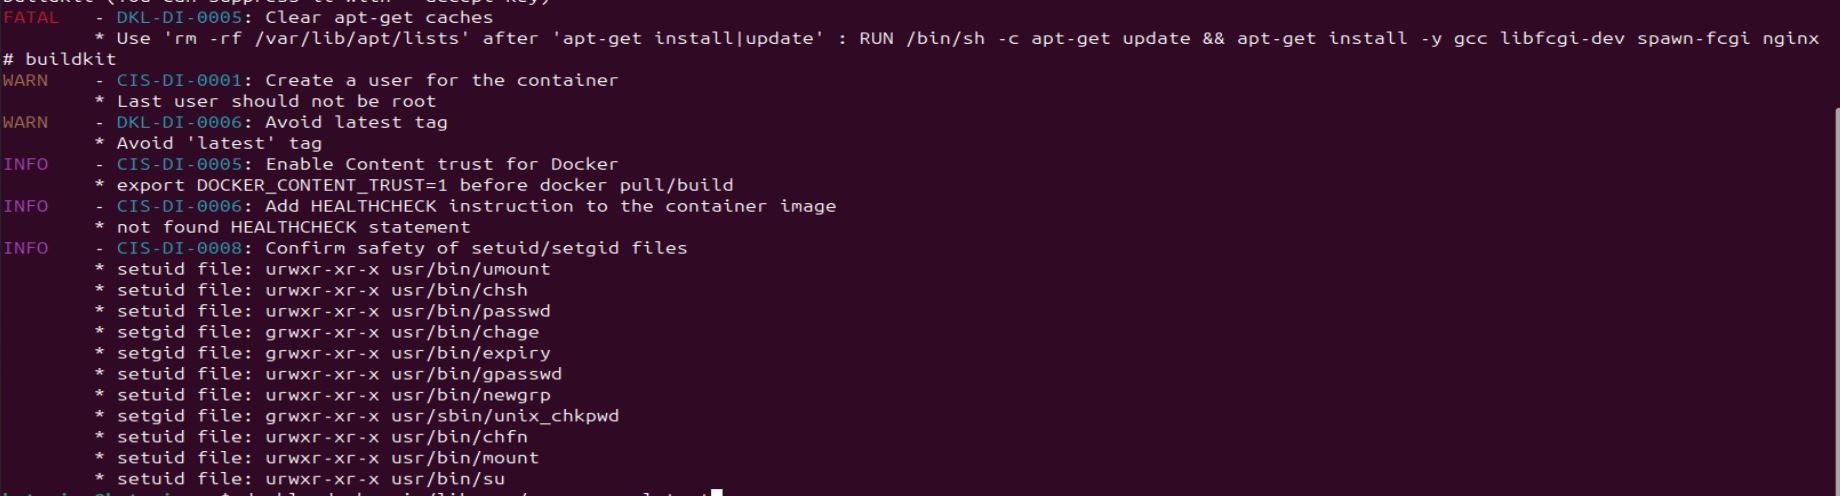 FATAL   - DKL-DI-0005: Clear apt-get caches
        * Use 'rm -rf /var/lib/apt/lists' after 'apt-get install|update' : RUN /bin/sh -c apt-get update && apt-get install -y gcc libfcgi-dev spawn-fcgi nginx
# buildkit
WARN    - CIS-DI-0001: Create a user for the container
        * Last user should not be root
WARN    - DKL-DI-0006: Avoid latest tag
        * Avoid 'latest' tag
INFO    - CIS-DI-0005: Enable Content trust for Docker
        * export DOCKER_CONTENT_TRUST=1 before docker pull/build
INFO    - CIS-DI-0006: Add HEALTHCHECK instruction to the container image
        * not found HEALTHCHECK statement
INFO    - CIS-DI-0008: Confirm safety of setuid/setgid files
        * setuid file: urwxr-xr-x usr/bin/umount
        * setuid file: urwxr-xr-x usr/bin/chsh
        * setuid file: urwxr-xr-x usr/bin/passwd
        * setgid file: grwxr-xr-x usr/bin/chage
        * setgid file: grwxr-xr-x usr/bin/expiry
        * setuid file: urwxr-xr-x usr/bin/gpasswd
        * setuid file: urwxr-xr-x usr/bin/newgrp
        * setgid file: grwxr-xr-x usr/sbin/unix_chkpwd
        * setuid file: urwxr-xr-x usr/bin/chfn
        * setuid file: urwxr-xr-x usr/bin/mount
        * setuid file: urwxr-xr-x usr/bin/su